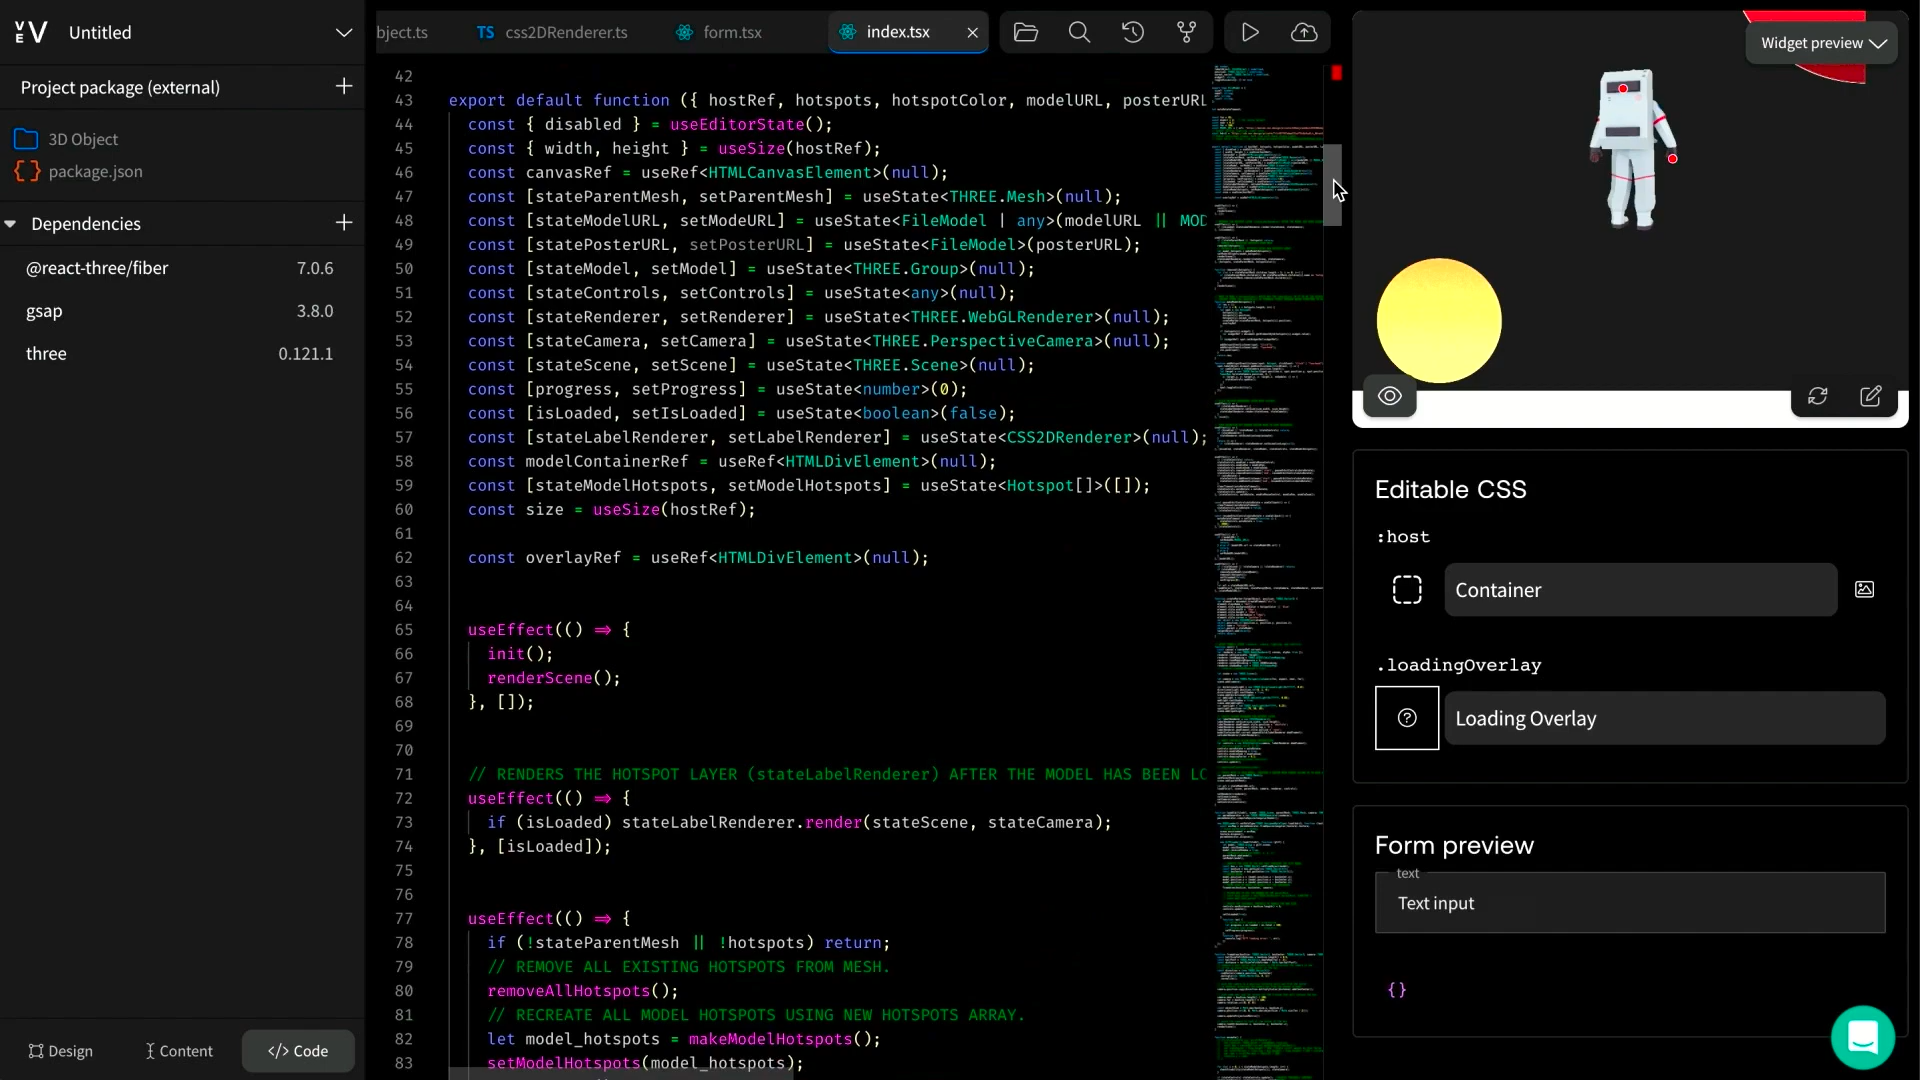 Untitled
bject.ts
TS css2DRenderer.ts
form.tsx
index.tsx
Widget preview
Project package (external)
3D Object
package.json
Dependencies
@react-three/fiber 7.0.6
gsap 3.8.0
three 0.121.1
42
43 export default function ({ hostRef, hotspots, hotspotColor, modelURL, posterURL
44 const { disabled } = useEditorState();
45 const { width, height } = useSize(hostRef);
46 const canvasRef = useRef<HTMLCanvasElement>(null);
47 const [stateParentMesh, setParentMesh] = useState<THREE.Mesh>(null);
48 const [stateModelURL, setModeURL] = useState<FileModel | any>(modelURL || MOD
49 const [statePosterURL, setPosterURL] = useState<FileModel>(posterURL);
50 const [stateModel, setModel] = useState<THREE.Group>(null);
51 const [stateControls, setControls] = useState<any>(null);
52 const [stateRenderer, setRenderer] = useState<THREE.WebGLRenderer>(null);
53 const [stateCamera, setCamera] = useState<THREE.PerspectiveCamera>(null);
54 const [stateScene, setScene] = useState<THREE.Scene>(null);
55 const [progress, setProgress] = useState<number>(0);
56 const [isLoaded, setIsLoaded] = useState<boolean>(false);
57 const [stateLabelRenderer, setLabelRenderer] = useState<CSS2DRenderer>(null);
58 const modelContainerRef = useRef<HTMLDivElement>(null);
59 const [stateModelHotspots, setModelHotspots] = useState<Hotspot[]>([]);
60 const size = useSize(hostRef);
61
62 const overlayRef = useRef<HTMLDivElement>(null);
63
64
65 useEffect(() => {
66 init();
67 renderScene();
68 }, []);
69
70
71 // RENDERS THE HOTSPOT LAYER (stateLabelRenderer) AFTER THE MODEL HAS BEEN LO
72 useEffect(() => {
73 if (isLoaded) stateLabelRenderer.render(stateScene, stateCamera);
74 }, [isLoaded]);
75
76
77 useEffect(() => {
78 if (!stateParentMesh || !hotspots) return;
79 // REMOVE ALL EXISTING HOTSPOTS FROM MESH.
80 removeAllHotspots();
81 // RECREATE ALL MODEL HOTSPOTS USING NEW HOTSPOTS ARRAY.
82 let model_hotspots = makeModelHotspots();
83 setModelHotspots(model_hotspots);
Editable CSS
:host
Container
.loadingOverlay
Loading Overlay
Form preview
text
Text input
{}
Design
Content
</> Code